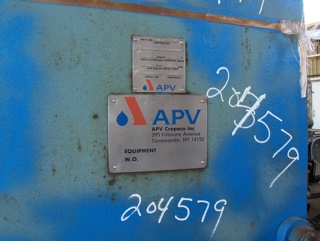 APV
APV
APV Crepaco Inc
395 Fillmore Avenue
Tonawanda, NY 14150
EQUIPMENT
W.O.
204579
204579